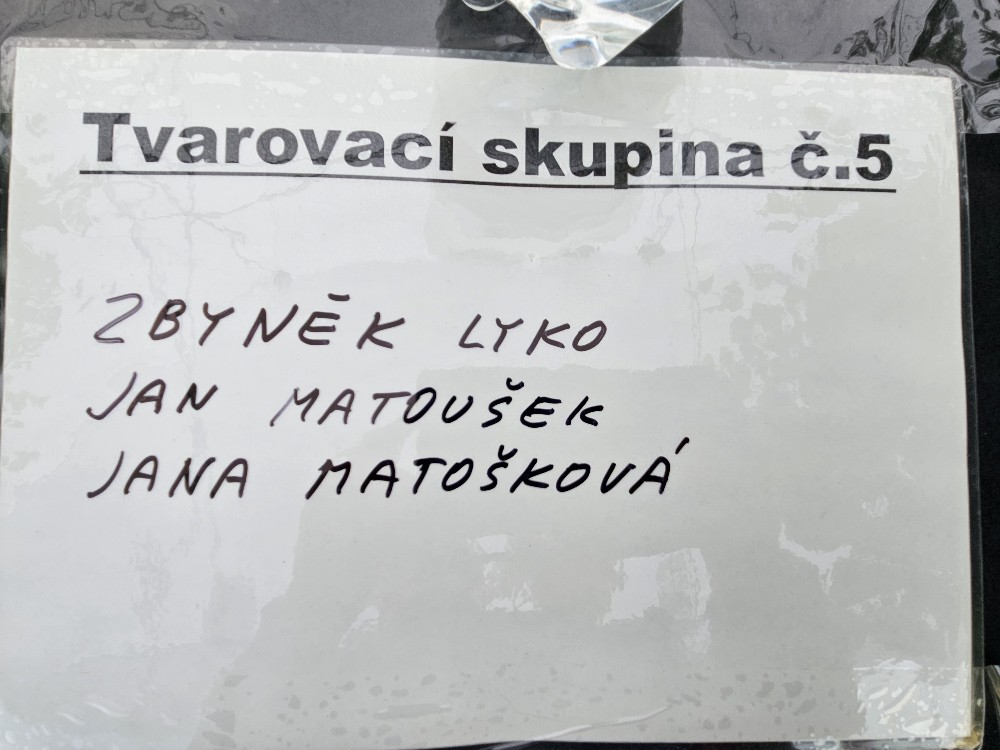 Tvarovací skupina č.5
ZBYNĚK LYKO
JAN MATOUŠEK
JANA MATOŠKOVÁ